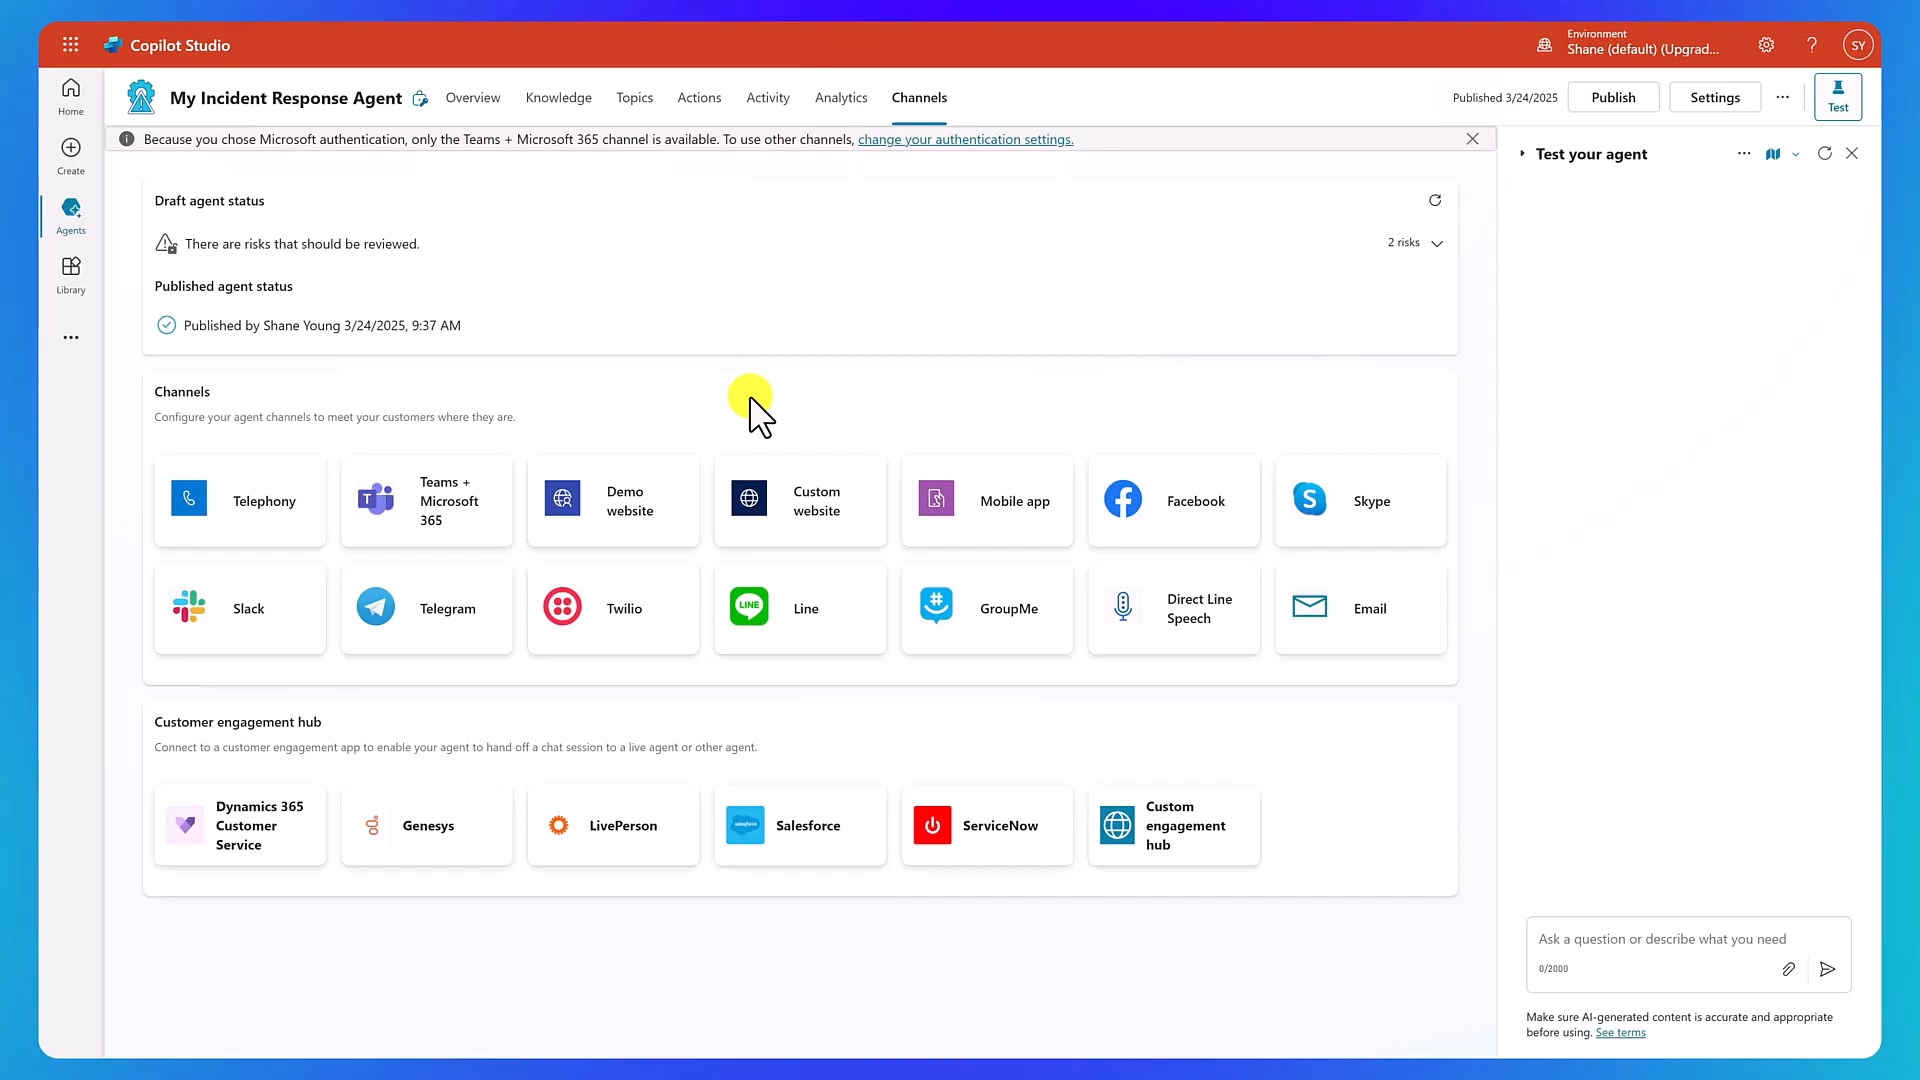 Copilot Studio
Environment
Shane (default) (Upgrad...
?
SY
Home
Create
Agents
Library
My Incident Response Agent
Overview
Knowledge
Topics
Actions
Activity
Analytics
Channels
Published 3/24/2025
Publish
Settings
Test
Because you chose Microsoft authentication, only the Teams + Microsoft 365 channel is available. To use other channels, change your authentication settings.
Draft agent status
There are risks that should be reviewed.
2 risks
Published agent status
Published by Shane Young 3/24/2025, 9:37 AM
Channels
Configure your agent channels to meet your customers where they are.
Telephony
T
Teams +
Microsoft
365
Demo
website
Custom
website
Mobile app
Facebook
S
Skype
Slack
Telegram
Twilio
LINE
Line
#
GroupMe
Direct Line
Speech
Email
Customer engagement hub
Connect to a customer engagement app to enable your agent to hand off a chat session to a live agent or other agent.
Dynamics 365
Customer
Service
Genesys
LivePerson
salesforce
Salesforce
ServiceNow
Custom
engagement
hub
Test your agent
Ask a question or describe what you need
0/2000
Make sure AI-generated content is accurate and appropriate
before using. See terms